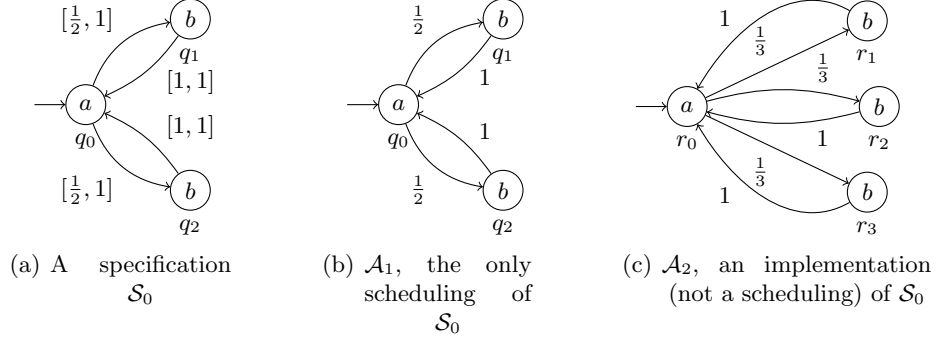 [1/2, 1]
b
q1
[1, 1]
a
q0
[1, 1]
[1/2, 1]
b
q2
(a) A specification
𝒮0
1/2
b
q1
1
a
q0
1
1/2
b
q2
(b) 𝒜1, the only
scheduling of
𝒮0
1
1/3
b
r1
1/3
a
r0
b
r2
1
1/3
1
b
r3
(c) 𝒜2, an implementation
(not a scheduling) of 𝒮0